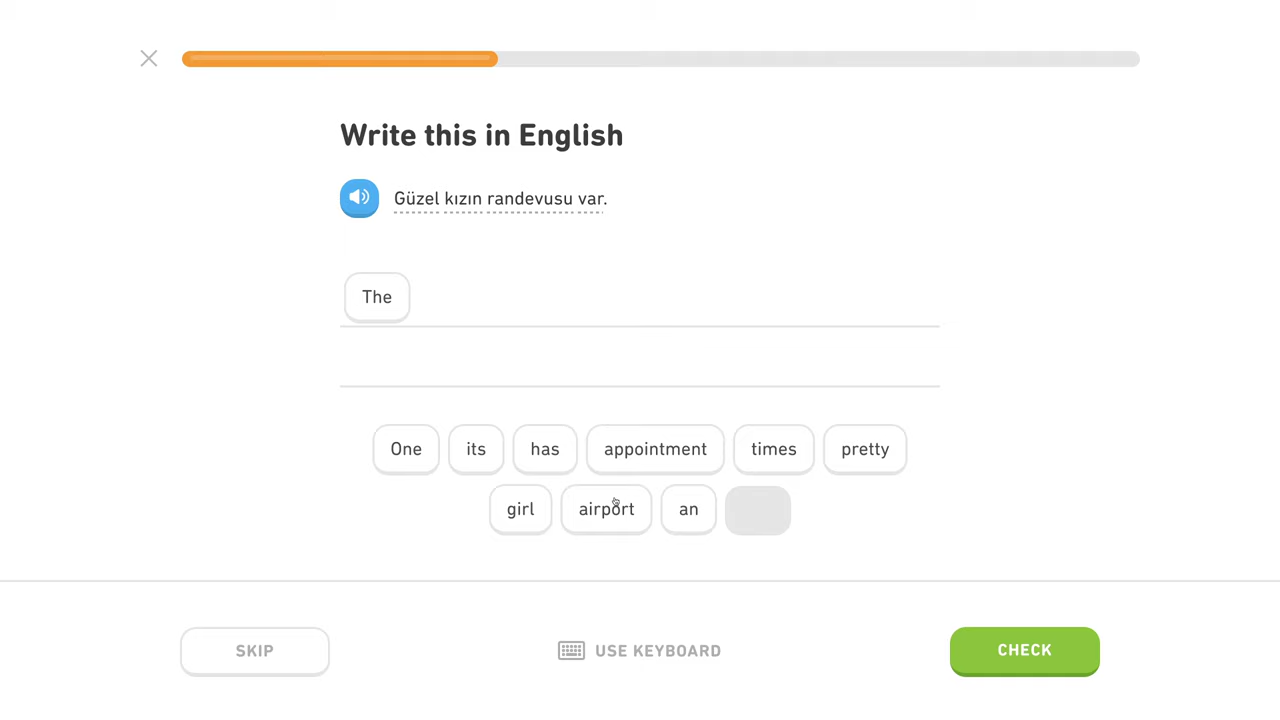 Write this in English
Güzel kızın randevusu var.
The
One its has appointment times pretty
girl airport an
SKIP USE KEYBOARD CHECK